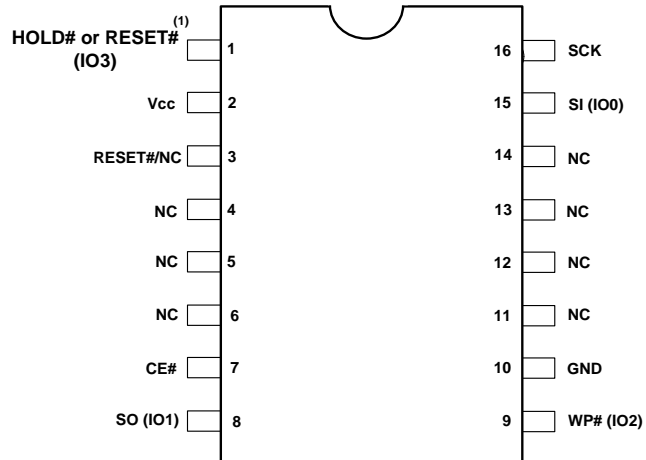 (1)
HOLD# or RESET#
(IO3)
1
16
SCK
Vcc
2
15
SI (IO0)
RESET#/NC
3
14
NC
NC
4
13
NC
NC
5
12
NC
NC
6
11
NC
CE#
7
10
GND
SO (IO1)
8
9
WP# (IO2)